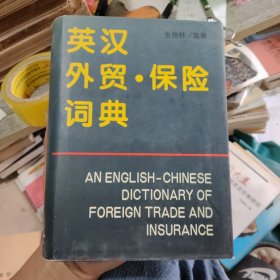 英汉
外贸·保险
词典
AN ENGLISH-CHINESE
DICTIONARY OF
FOREIGN TRADE AND
INSURANCE